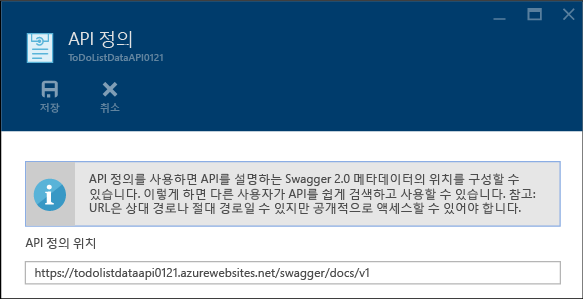 API 정의
ToDoListDataAPI0121
저장
취소
API 정의를 사용하면 API를 설명하는 Swagger 2.0 메타데이터의 위치를 구성할 수
있습니다. 이렇게 하면 다른 사용자가 API를 쉽게 검색하고 사용할 수 있습니다. 참고:
URL은 상대 경로나 절대 경로일 수 있지만 공개적으로 액세스할 수 있어야 합니다.
API 정의 위치
https://todolistdataapi0121.azurewebsites.net/swagger/docs/v1